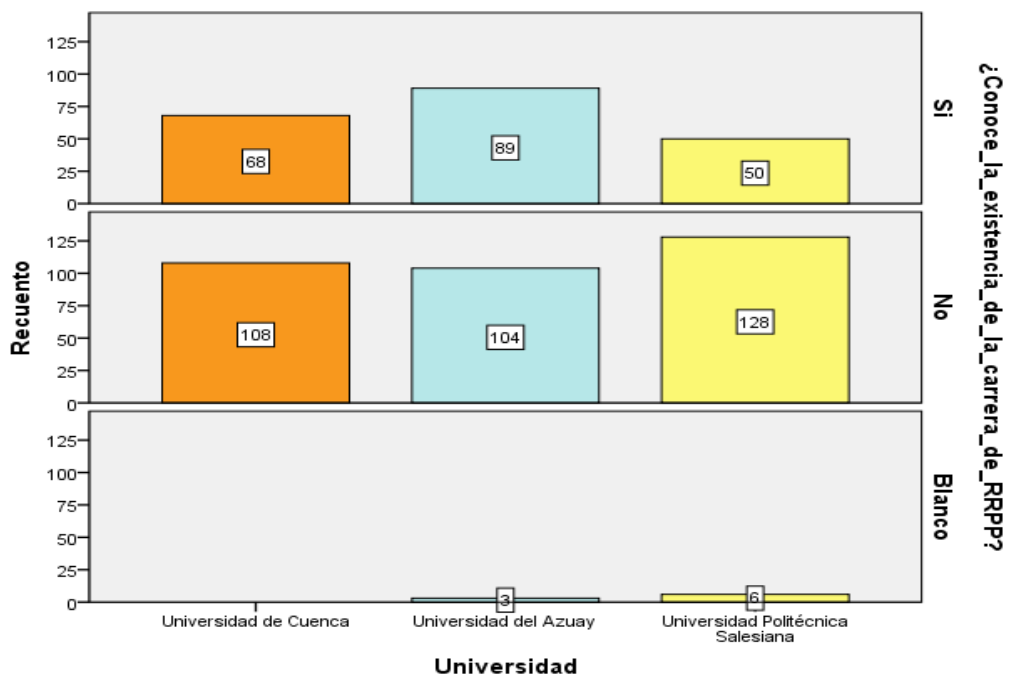 125
100
75
50
25
0
68
89
50
Si
125
100
75
50
25
0
108
104
128
No
125
100
75
50
25
0
3
6
Blanco
Recuento
¿Conoce_la_existencia_de_la_carrera_de_RRPP?
Universidad de Cuenca
Universidad del Azuay
Universidad Politécnica
Salesiana
Universidad